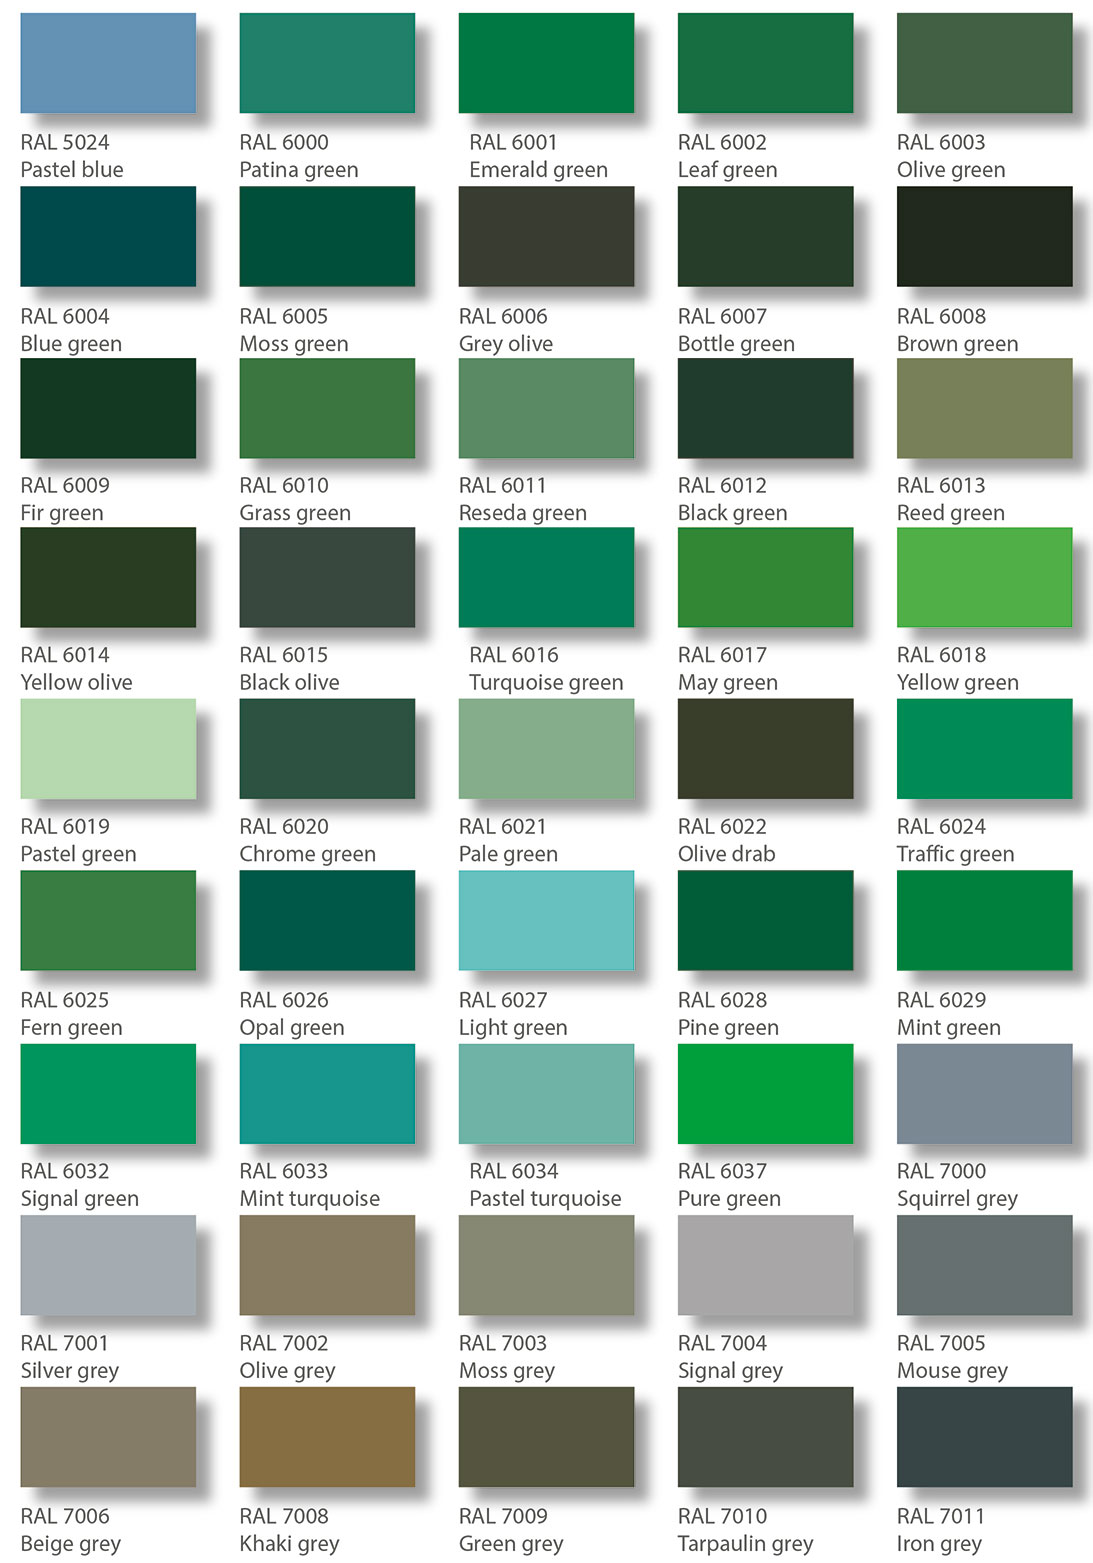 RAL 5024
Pastel blue
RAL 6000
Patina green
RAL 6001
Emerald green
RAL 6002
Leaf green
RAL 6003
Olive green
RAL 6004
Blue green
RAL 6005
Moss green
RAL 6006
Grey olive
RAL 6007
Bottle green
RAL 6008
Brown green
RAL 6009
Fir green
RAL 6010
Grass green
RAL 6011
Reseda green
RAL 6012
Black green
RAL 6013
Reed green
RAL 6014
Yellow olive
RAL 6015
Black olive
RAL 6016
Turquoise green
RAL 6017
May green
RAL 6018
Yellow green
RAL 6019
Pastel green
RAL 6020
Chrome green
RAL 6021
Pale green
RAL 6022
Olive drab
RAL 6024
Traffic green
RAL 6025
Fern green
RAL 6026
Opal green
RAL 6027
Light green
RAL 6028
Pine green
RAL 6029
Mint green
RAL 6032
Signal green
RAL 6033
Mint turquoise
RAL 6034
Pastel turquoise
RAL 6037
Pure green
RAL 7000
Squirrel grey
RAL 7001
Silver grey
RAL 7002
Olive grey
RAL 7003
Moss grey
RAL 7004
Signal grey
RAL 7005
Mouse grey
RAL 7006
Beige grey
RAL 7008
Khaki grey
RAL 7009
Green grey
RAL 7010
Tarpaulin grey
RAL 7011
Iron grey